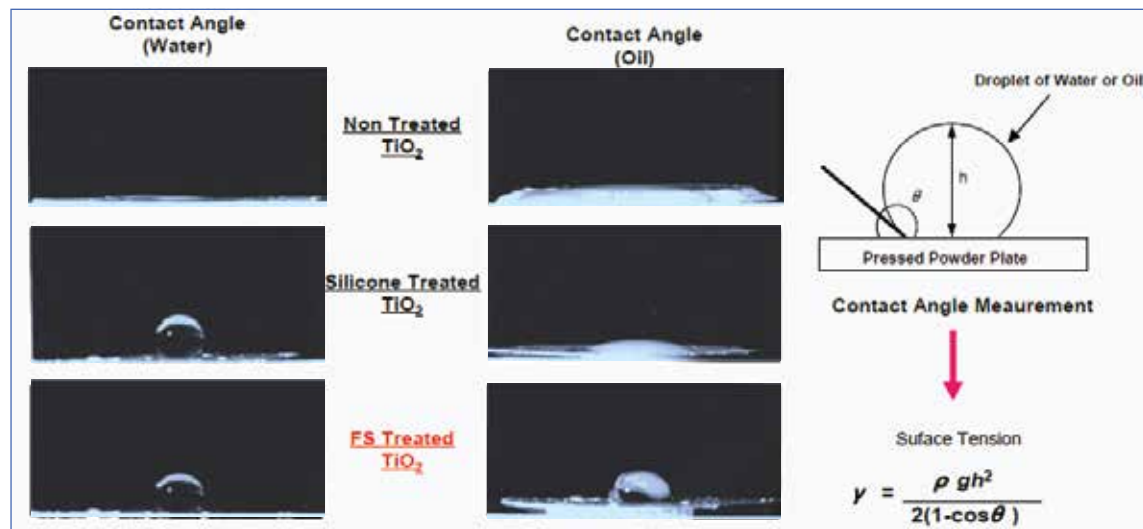 Contact Angle
(Water)
Contact Angle
(Oil)
Non Treated
TiO₂
Silicone Treated
TiO₂
FS Treated
TiO₂
Droplet of Water or Oil
h
θ
Pressed Powder Plate
Contact Angle Meaurement
Suface Tension
γ = ρ gh² / 2(1-cosθ )